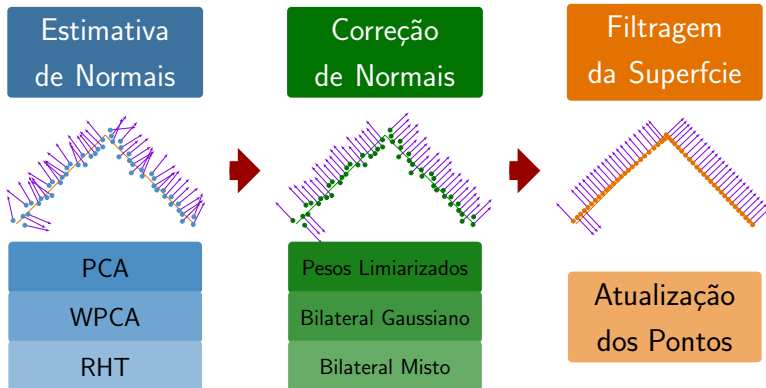 Estimativa
de Normais
Correção
de Normais
Filtragem
da Superfcie
PCA
WPCA
RHT
Pesos Limiarizados
Bilateral Gaussiano
Bilateral Misto
Atualização
dos Pontos